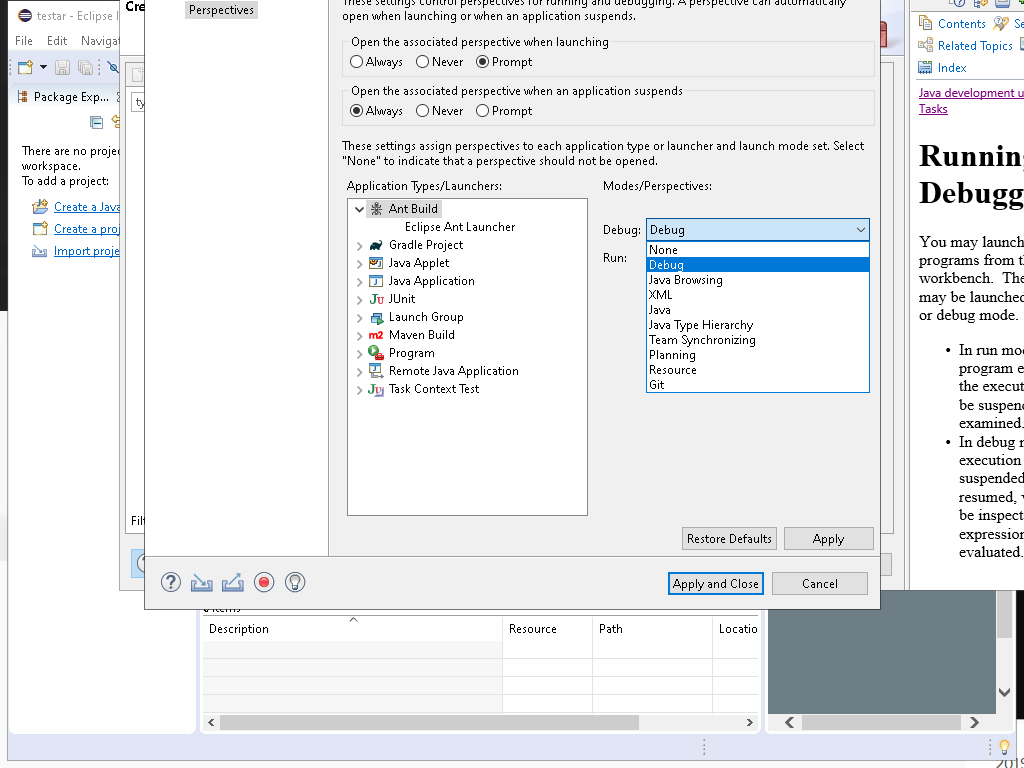 testar - Eclipse
File Edit Naviga
Package Exp...
There are no proje
workspace.
To add a project:
Create a Java
Create a proj
Import proje
Cre
ty
Filt
Perspectives
These settings control perspectives for running and debugging. A perspective can automatically
open when launching or when an application suspends.
Open the associated perspective when launching
Always Never Prompt
Open the associated perspective when an application suspends
Always Never Prompt
These settings assign perspectives to each application type or launcher and launch mode set. Select
"None" to indicate that a perspective should not be opened.
Application Types/Launchers:
Modes/Perspectives:
Ant Build
Eclipse Ant Launcher
Gradle Project
Java Applet
Java Application
JUnit
Launch Group
Maven Build
Program
Remote Java Application
Task Context Test
Debug: Debug
Run:
None
Debug
Java Browsing
XML
Java
Java Type Hierarchy
Team Synchronizing
Planning
Resource
Git
Restore Defaults Apply
Apply and Close Cancel
Contents Se
Related Topics
Index
Java development u
Tasks
Running
Debugg
You may launch
programs from th
workbench. The
may be launched
or debug mode.
• In run mod
program e
the execut
be suspend
examined.
• In debug m
execution
suspended
resumed, v
be inspect
expression
evaluated.
Description Resource Path Locatio
2019